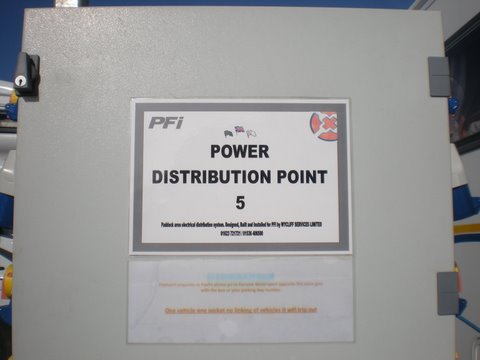 PFi
POWER
DISTRIBUTION POINT
5
Paddock area electrical distribution system. Designed, Built and Installed for PFI by WYCLIFF SERVICES LIMITED
One vehicle one socket no linking of vehicles it will trip out